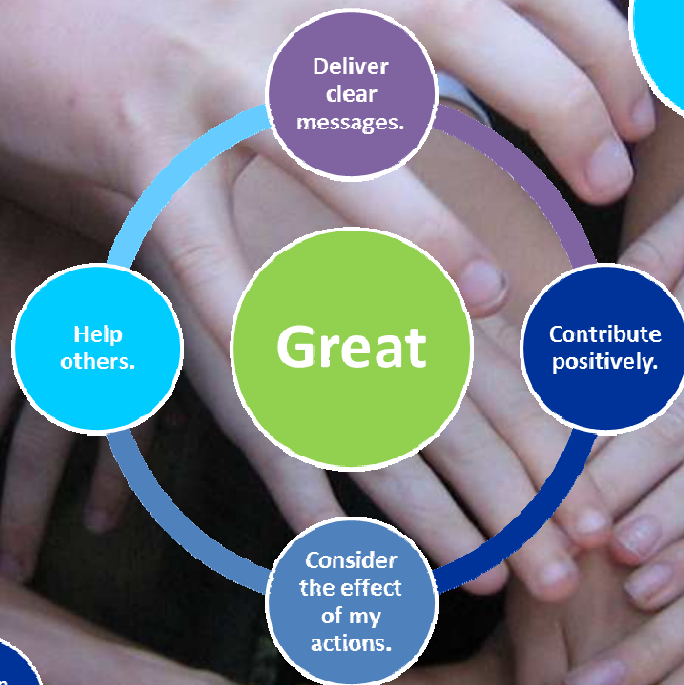 Deliver
clear
messages.
Great
Help
others.
Contribute
positively.
Consider
the effect
of my
actions.